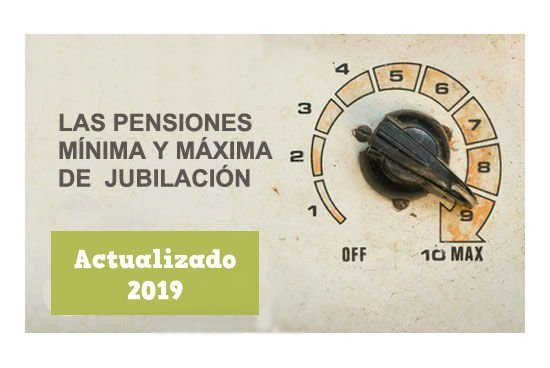 LAS PENSIONES
MÍNIMA Y MÁXIMA
DE JUBILACIÓN
Actualizado
2019
1
2
3
4
5
6
7
8
9
OFF
10 MAX